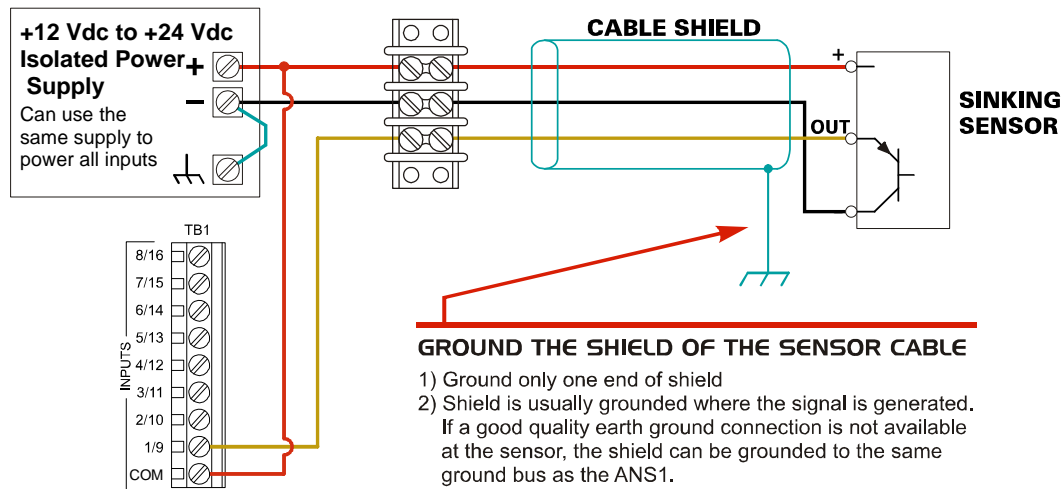 +12 Vdc to +24 Vdc
Isolated Power
Supply
Can use the
same supply to
power all inputs
+
−
CABLE SHIELD
+
OUT
SINKING
SENSOR
TB1
INPUTS
8/16
7/15
6/14
5/13
4/12
3/11
2/10
1/9
COM
GROUND THE SHIELD OF THE SENSOR CABLE
1) Ground only one end of shield
2) Shield is usually grounded where the signal is generated.
If a good quality earth ground connection is not available
at the sensor, the shield can be grounded to the same
ground bus as the ANS1.